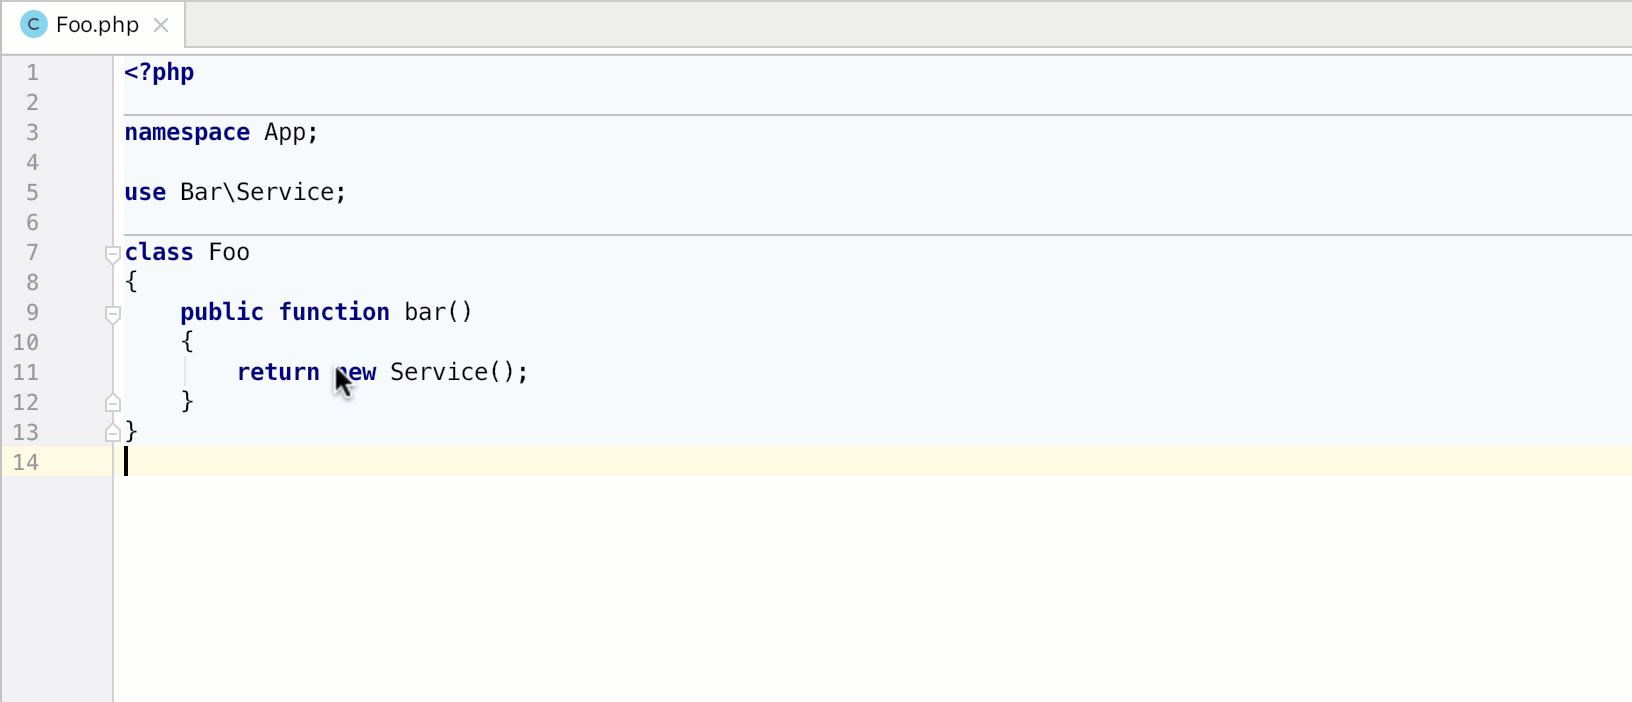 C Foo.php
1 <?php
2
3 namespace App;
4
5 use Bar\Service;
6
7 class Foo
8 {
9     public function bar()
10     {
11         return new Service();
12     }
13 }
14